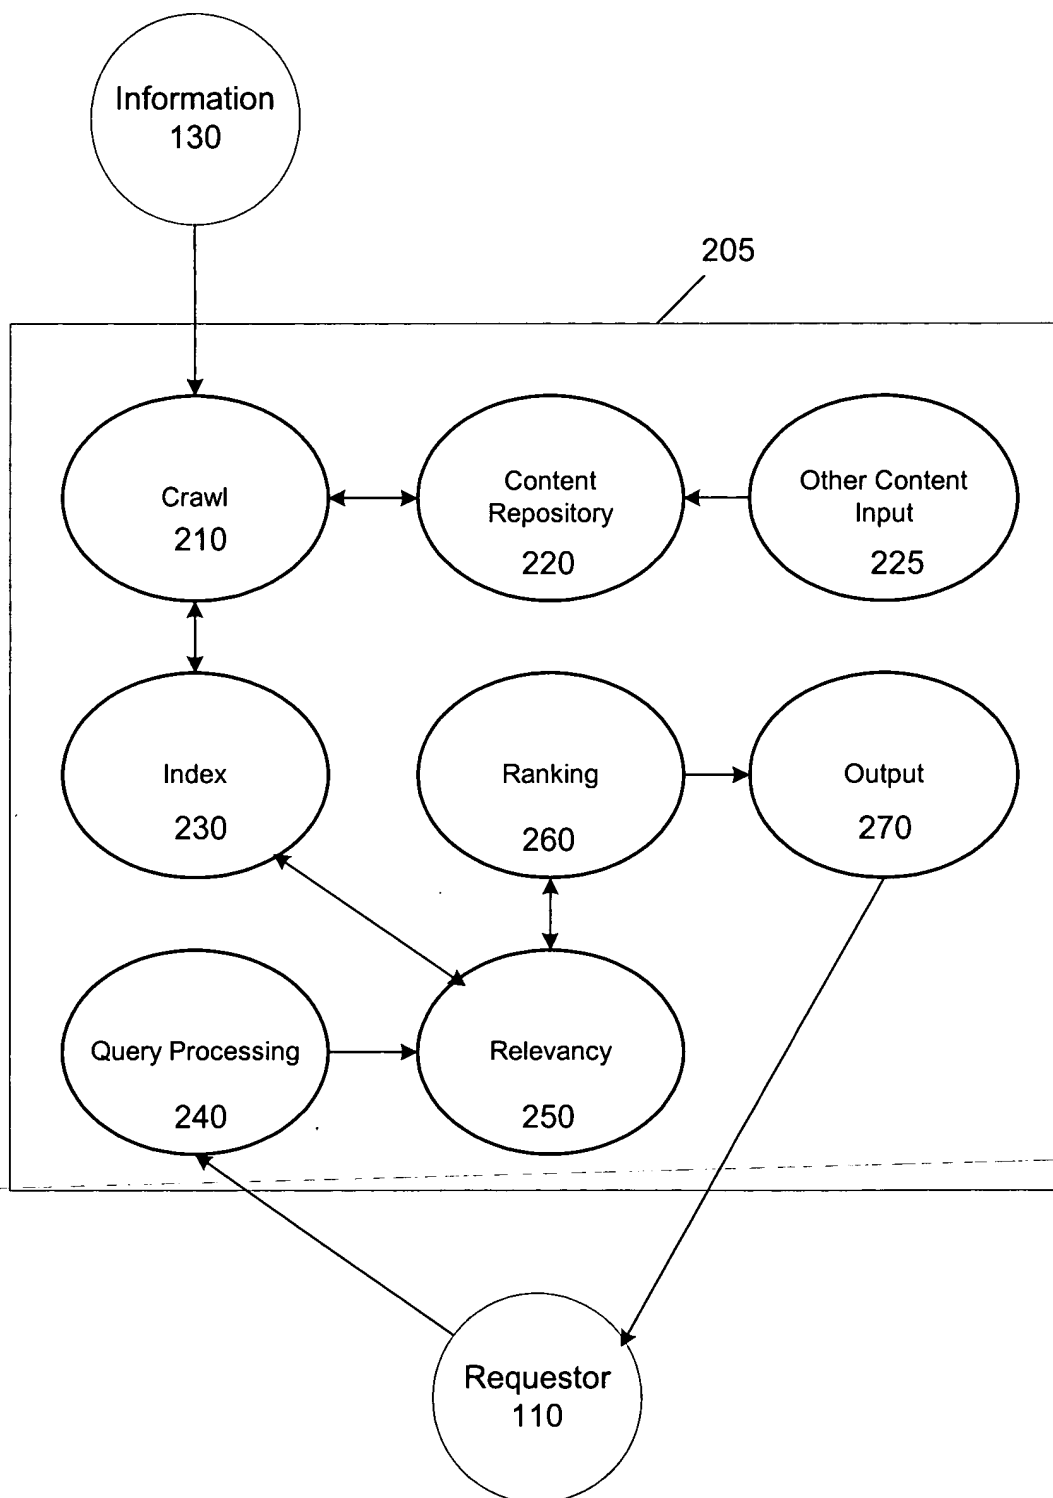 Information
130
205
Crawl
210
Content
Repository
220
Other Content
Input
225
Index
230
Ranking
260
Output
270
Query Processing
240
Relevancy
250
Requestor
110